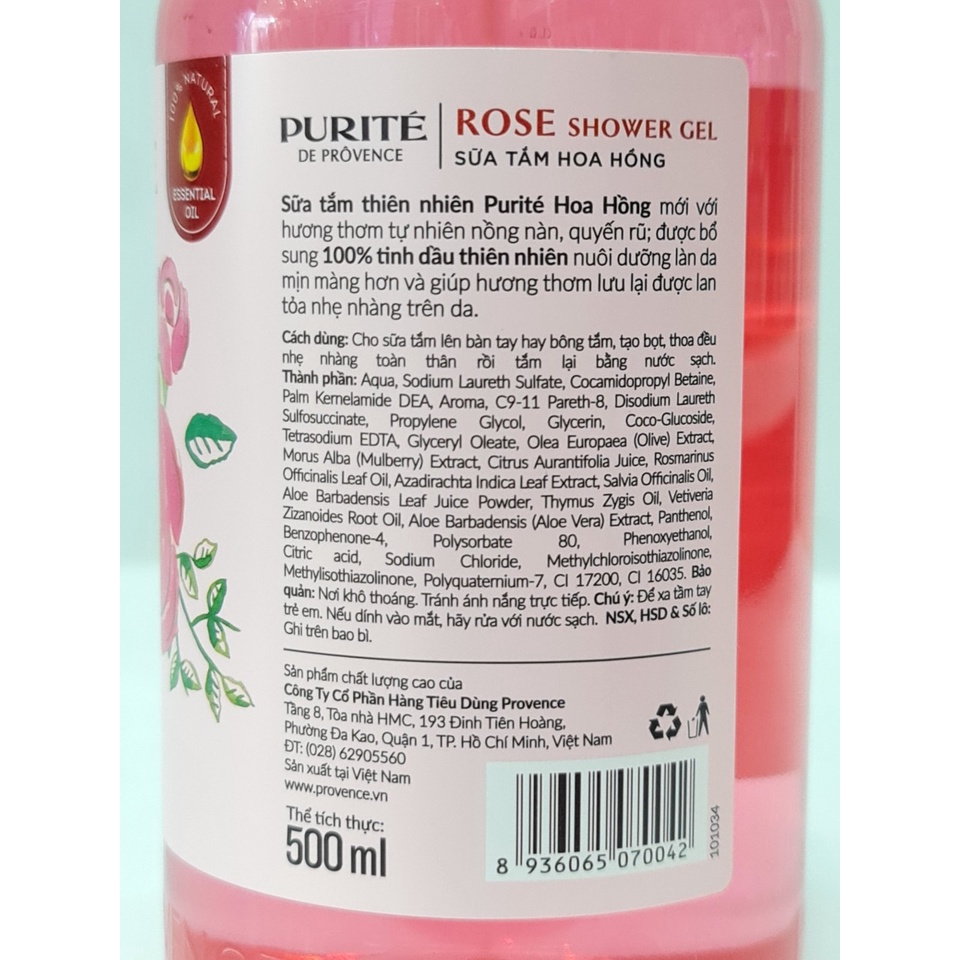 100% NATURAL
ESSENTIAL
OIL
PURITÉ
DE PRÔVENCE
ROSE SHOWER GEL
SỮA TẮM HOA HỒNG
Sữa tắm thiên nhiên Purité Hoa Hồng mới với
hương thơm tự nhiên nồng nàn, quyến rũ; được bổ
sung 100% tinh dầu thiên nhiên nuôi dưỡng làn da
mịn màng hơn và giúp hương thơm lưu lại được lan
tỏa nhẹ nhàng trên da.
Cách dùng: Cho sữa tắm lên bàn tay hay bông tắm, tạo bọt, thoa đều
nhẹ nhàng toàn thân rồi tắm lại bằng nước sạch.
Thành phần: Aqua, Sodium Laureth Sulfate, Cocamidopropyl Betaine,
Palm Kernelamide DEA, Aroma, C9-11 Pareth-8, Disodium Laureth
Sulfosuccinate, Propylene Glycol, Glycerin, Coco-Glucoside,
Tetrasodium EDTA, Glyceryl Oleate, Olea Europaea (Olive) Extract,
Morus Alba (Mulberry) Extract, Citrus Aurantifolia Juice, Rosmarinus
Officinalis Leaf Oil, Azadirachta Indica Leaf Extract, Salvia Officinalis Oil,
Aloe Barbadensis Leaf Juice Powder, Thymus Zygis Oil, Vetiveria
Zizanoides Root Oil, Aloe Barbadensis (Aloe Vera) Extract, Panthenol,
Benzophenone-4, Polysorbate 80, Phenoxyethanol,
Citric acid, Sodium Chloride, Methylchloroisothiazolinone,
Methylisothiazolinone, Polyquaternium-7, CI 17200, CI 16035. Bảo
quản: Nơi khô thoáng. Tránh ánh nắng trực tiếp. Chú ý: Để xa tầm tay
trẻ em. Nếu dính vào mắt, hãy rửa với nước sạch. NSX, HSD & Số lô:
Ghi trên bao bì.
Sản phẩm chất lượng cao của
Công Ty Cổ Phần Hàng Tiêu Dùng Provence
Tầng 8, Tòa nhà HMC, 193 Đinh Tiên Hoàng,
Phường Đa Kao, Quận 1, TP. Hồ Chí Minh, Việt Nam
ĐT: (028) 62905560
Sản xuất tại Việt Nam
www.provence.vn
Thể tích thực:
500 ml
8 936065 070042
101034